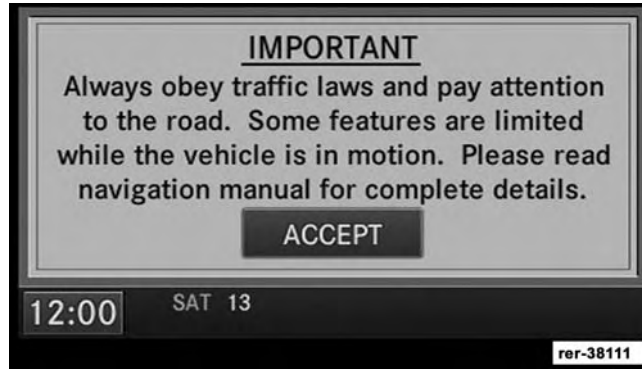 IMPORTANT
Always obey traffic laws and pay attention
to the road.  Some features are limited
while the vehicle is in motion.  Please read
navigation manual for complete details.
ACCEPT
12:00 SAT 13
rer-38111